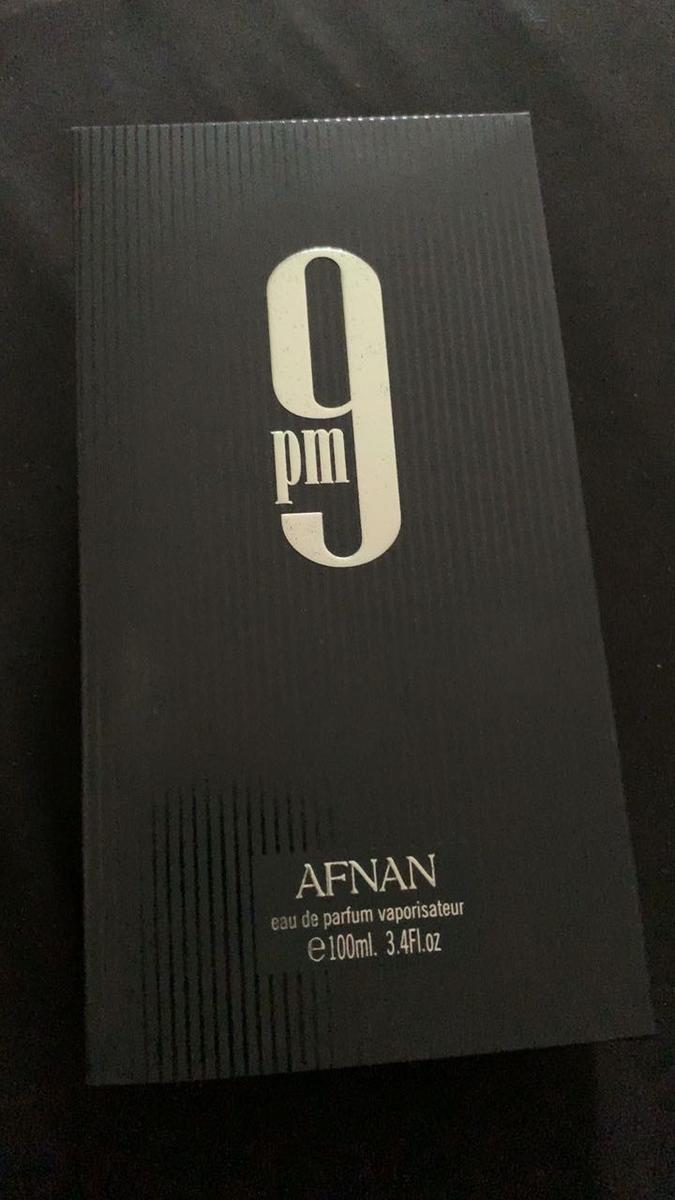 9
pm
AFNAN
eau de parfum vaporisateur
℮100ml. 3.4Fl.oz